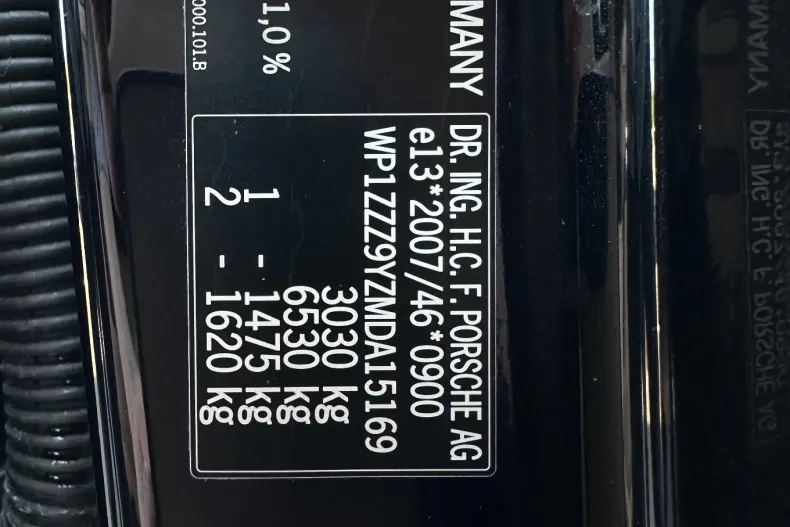 MANY
1,0 %
000.101.B
DR. ING. H.C. F. PORSCHE AG
e13*2007/46*0900
WP1ZZZ9YZMDA15169
3030 kg
6530 kg
1 - 1475 kg
2 - 1620 kg